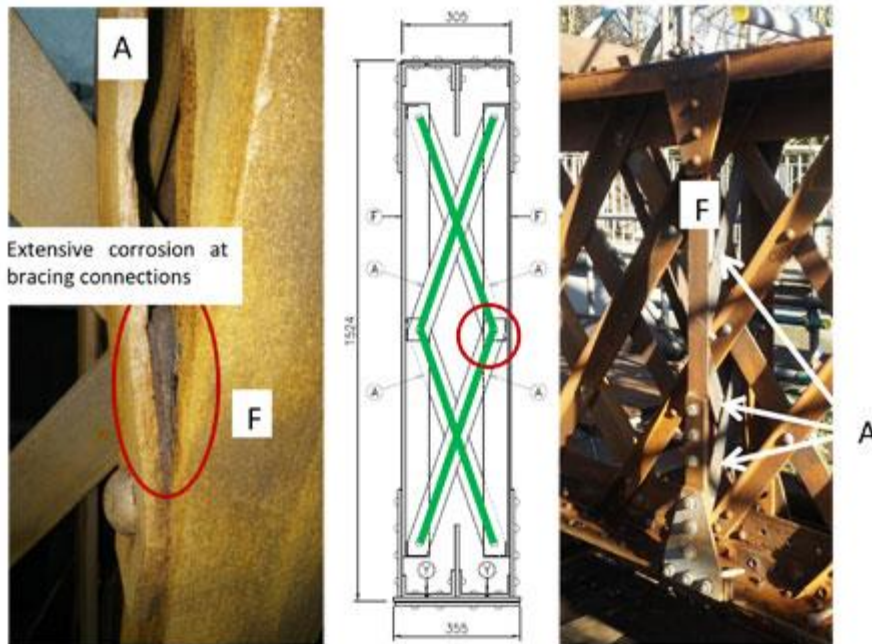 A
Extensive corrosion at
bracing connections
F
305
F
F
A
A
1524
A
A
Y
Y
355
F
A